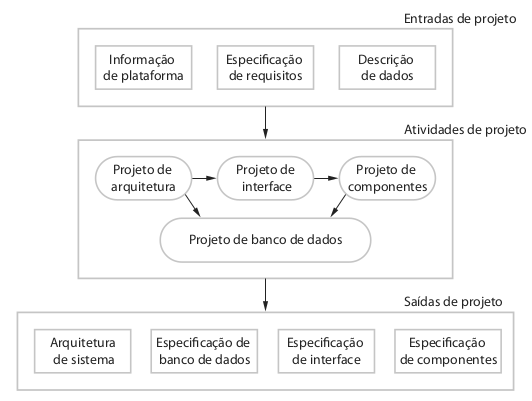 Entradas de projeto
Informação
de plataforma
Especificação
de requisitos
Descrição
de dados
Atividades de projeto
Projeto de
arquitetura
Projeto de
interface
Projeto de
componentes
Projeto de banco de dados
Saídas de projeto
Arquitetura
de sistema
Especificação de
banco de dados
Especificação
de interface
Especificação
de componentes